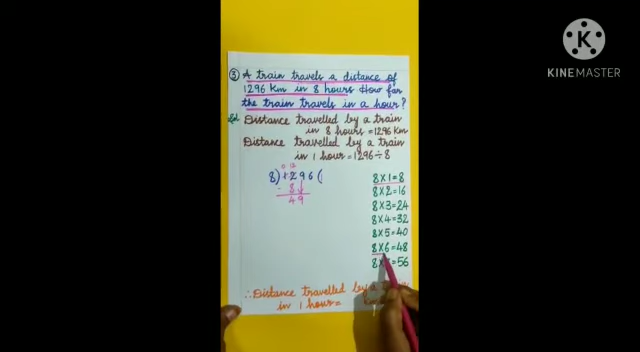 KINEMASTER
③ A train travels a distance of
1296 Km in 8 hours. How far
the train travels in a hour?
Sol Distance travelled by a train
in 8 hours = 1296 Km
Distance travelled by a train
in 1 hour = 1296 ÷ 8
0 12
8) 1296 (
- 8
49
8 X 1 = 8
8 X 2 = 16
8 X 3 = 24
8 X 4 = 32
8 X 5 = 40
8 X 6 = 48
8 X = 56
∴ Distance travelled by a train
in 1 hour =